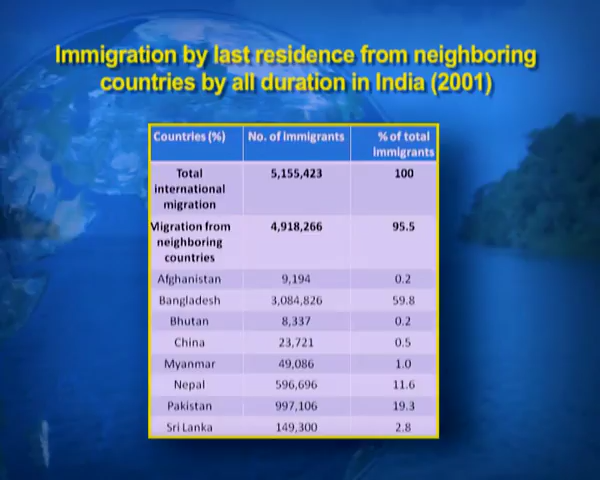 Immigration by last residence from neighboring
countries by all duration in India (2001)
Countries (%) No. of Immigrants % of total
Immigrants
Total
international
migration 5,155,423 100
Migration from
neighboring
countries 4,918,266 95.5
Afghanistan 9,194 0.2
Bangladesh 3,084,826 59.8
Bhutan 8,337 0.2
China 23,721 0.5
Myanmar 49,086 1.0
Nepal 596,696 11.6
Pakistan 997,106 19.3
Sri Lanka 149,300 2.8